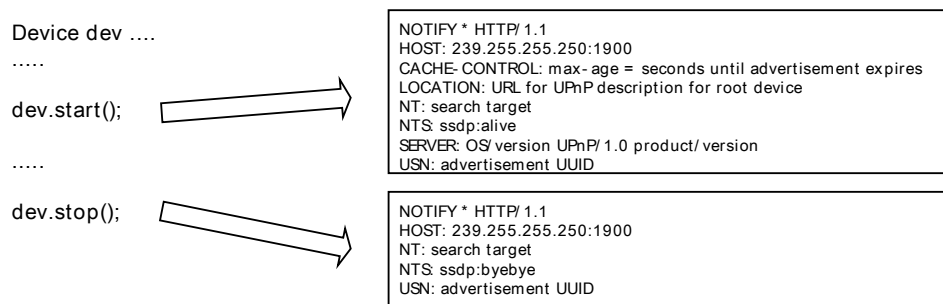 Device dev ....
.....
dev.start();
.....
dev.stop();
NOTIFY * HTTP/1.1
HOST: 239.255.255.250:1900
CACHE-CONTROL: max-age = seconds until advertisement expires
LOCATION: URL for UPnP description for root device
NT: search target
NTS: ssdp:alive
SERVER: OS/version UPnP/1.0 product/version
USN: advertisement UUID
NOTIFY * HTTP/1.1
HOST: 239.255.255.250:1900
NT: search target
NTS: ssdp:byebye
USN: advertisement UUID